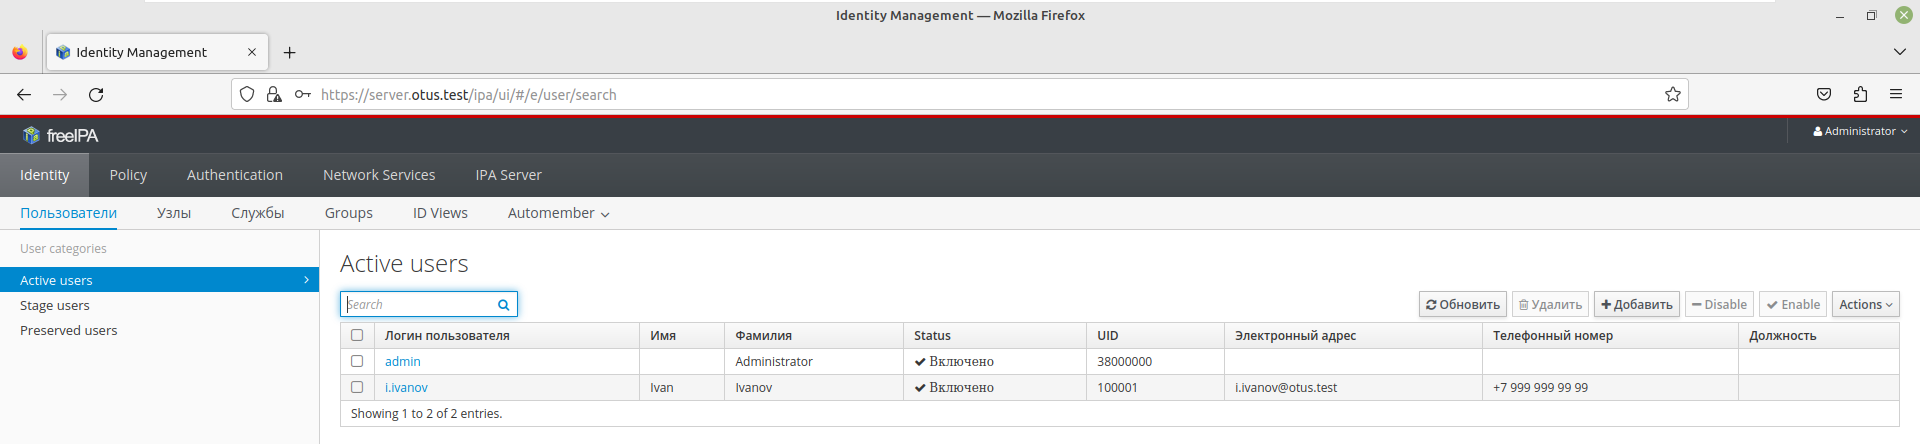 Identity Management — Mozilla Firefox
Identity Management
https://server.otus.test/ipa/ui/#/e/user/search
freeIPA
Administrator
Identity Policy Authentication Network Services IPA Server
Пользователи Узлы Службы Groups ID Views Automember
User categories
Active users
Stage users
Preserved users
Active users
Search
Обновить Удалить Добавить Disable Enable Actions
Логин пользователя Имя Фамилия Status UID Электронный адрес Телефонный номер Должность
admin Administrator Включено 38000000
i.ivanov Ivan Ivanov Включено 100001 i.ivanov@otus.test +7 999 999 99 99
Showing 1 to 2 of 2 entries.